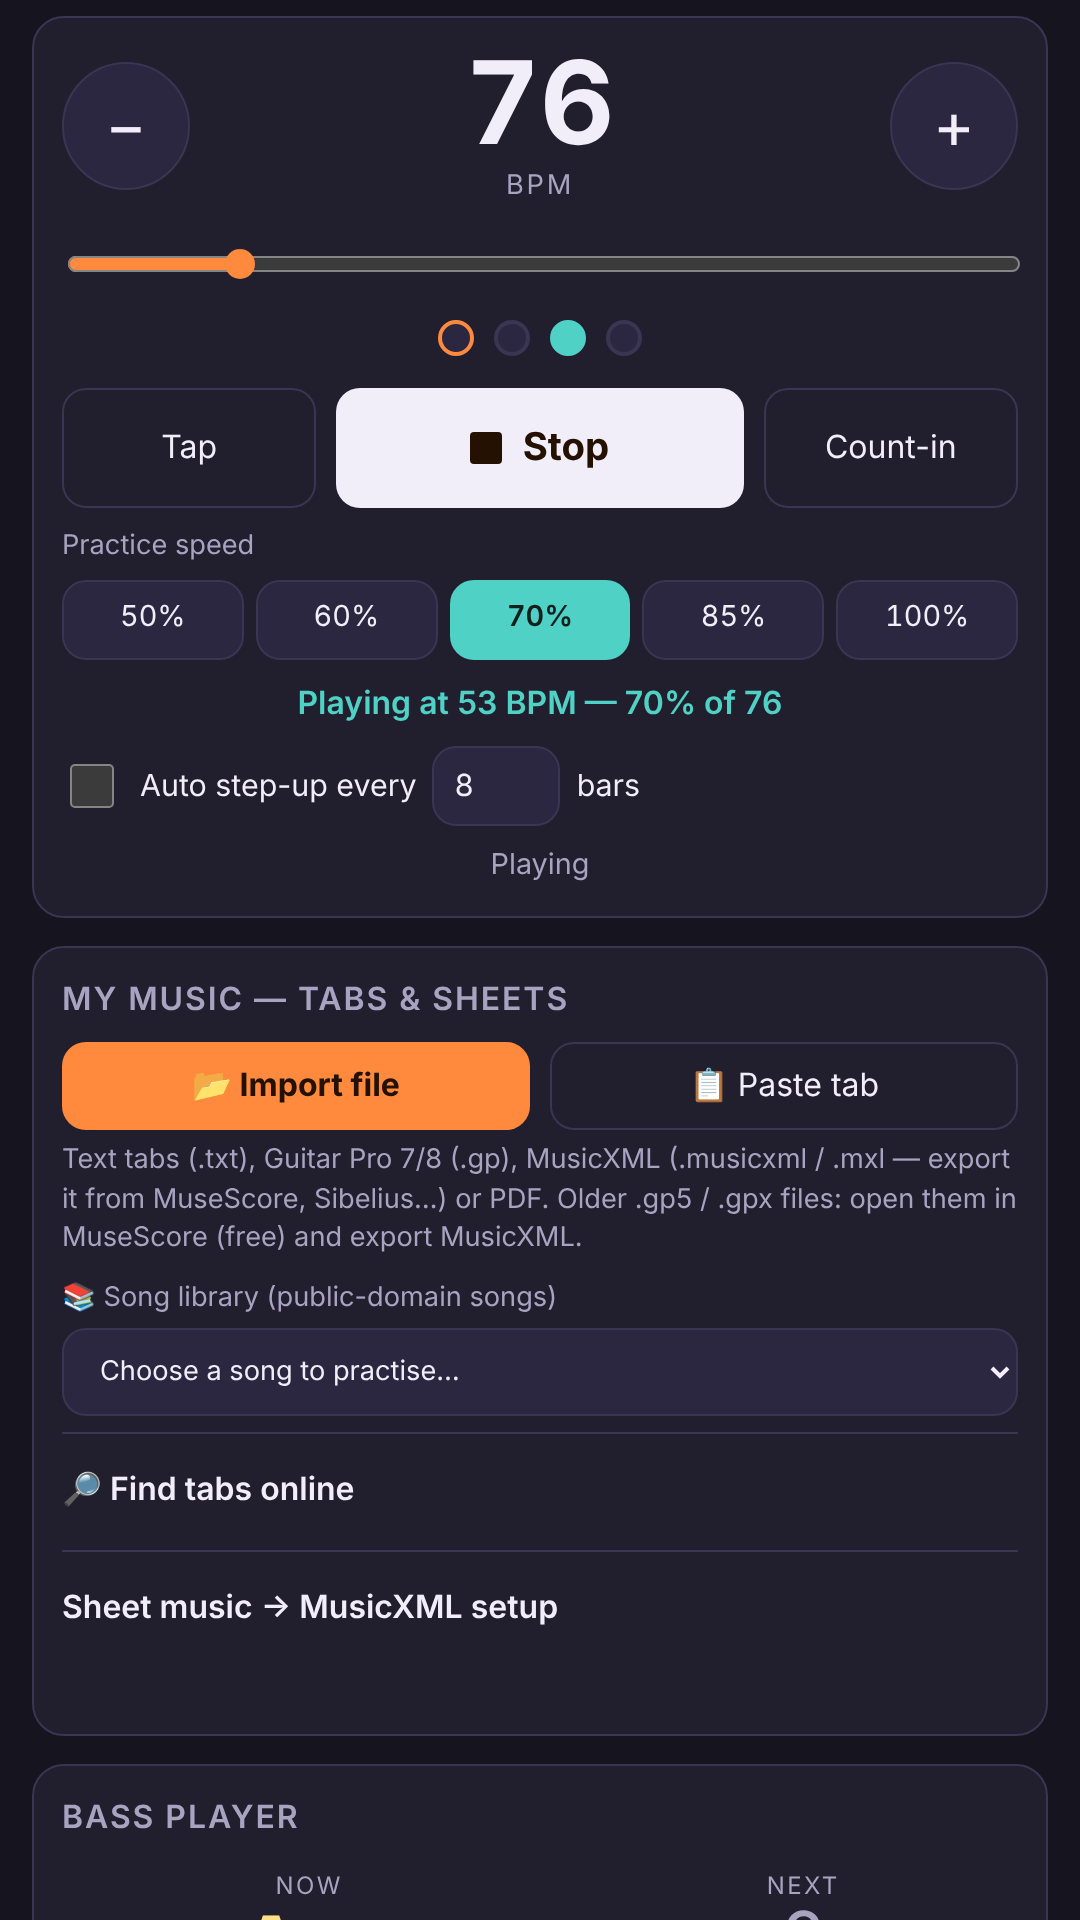 76
BPM
Tap
Stop
Count-in
Practice speed
50%
60%
70%
85%
100%
Playing at 53 BPM — 70% of 76
Auto step-up every 8 bars
Playing
MY MUSIC — TABS & SHEETS
📂 Import file
📋 Paste tab
Text tabs (.txt), Guitar Pro 7/8 (.gp), MusicXML (.musicxml / .mxl — export
it from MuseScore, Sibelius...) or PDF. Older .gp5 / .gpx files: open them in
MuseScore (free) and export MusicXML.
📚 Song library (public-domain songs)
Choose a song to practise...
🔎 Find tabs online
Sheet music → MusicXML setup
BASS PLAYER
NOW
NEXT